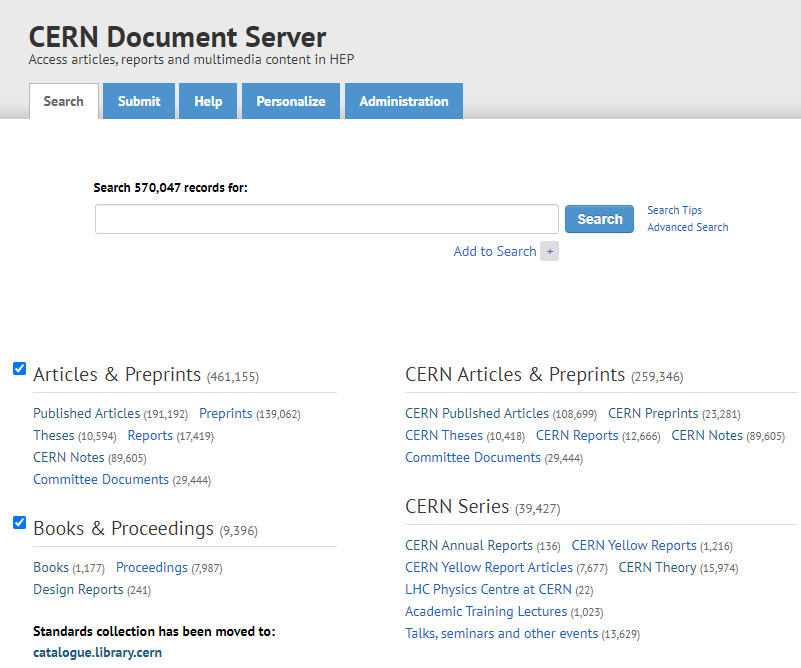 CERN Document Server
Access articles, reports and multimedia content in HEP
Search Submit Help Personalize Administration
Search 570,047 records for:
Search
Search Tips
Advanced Search
Add to Search +
Articles & Preprints (461,155)
Published Articles (191,192) Preprints (139,062)
Theses (10,594) Reports (17,419)
CERN Notes (89,605)
Committee Documents (29,444)
Books & Proceedings (9,396)
Books (1,177) Proceedings (7,987)
Design Reports (241)
Standards collection has been moved to:
catalogue.library.cern
CERN Articles & Preprints (259,346)
CERN Published Articles (108,699) CERN Preprints (23,281)
CERN Theses (10,418) CERN Reports (12,666) CERN Notes (89,605)
Committee Documents (29,444)
CERN Series (39,427)
CERN Annual Reports (136) CERN Yellow Reports (1,216)
CERN Yellow Report Articles (7,677) CERN Theory (15,974)
LHC Physics Centre at CERN (22)
Academic Training Lectures (1,023)
Talks, seminars and other events (13,629)